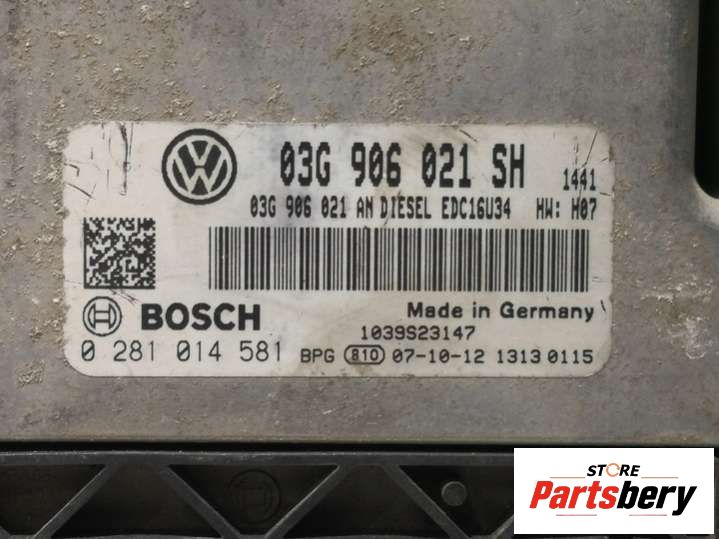 03G 906 021 SH 1441
03G 906 021 AN DIESEL EDC16U34 HW: H07
BOSCH Made in Germany
1039S23147
0 281 014 581 BPG 810 07-10-12 1313 0115
STORE
Partsbery